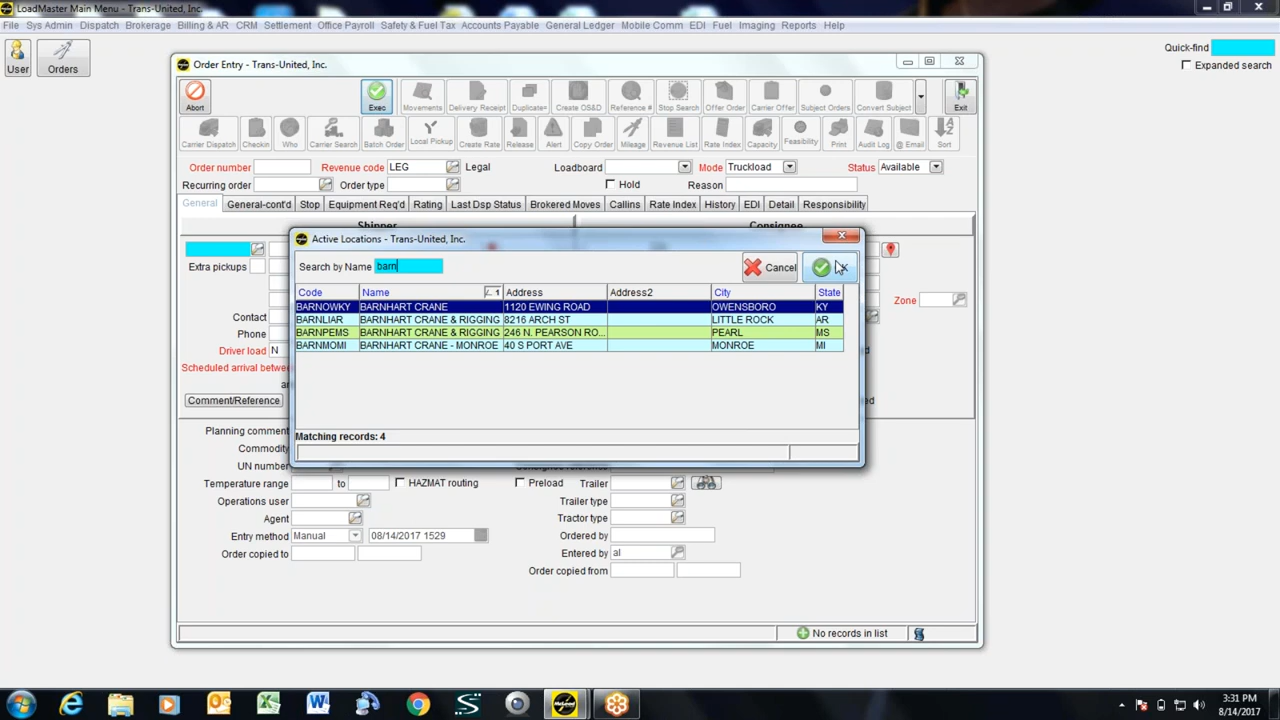 LoadMaster Main Menu - Trans-United, Inc.
File Sys Admin Dispatch Brokerage Billing & AR CRM Settlement Office Payroll Safety & Fuel Tax Accounts Payable General Ledger Mobile Comm EDI Fuel Imaging Reports Help
User Orders
Quick-find
Expanded search
Order Entry - Trans-United, Inc.
Abort Exec Movements Delivery Receipt Duplicate= Create OS&D Reference # Stop Search Offer Order Carrier Offer Subject Orders Convert Subject Exit
Carrier Dispatch Checkin Who Carrier Search Batch Order Local Pickup Create Rate Release Alert Copy Order Mileage Revenue List Rate Index Capacity Feasibility Print Audit Log @ Email Sort
Order number Revenue code LEG Legal Loadboard Mode Truckload Status Available
Recurring order Order type Hold Reason
General General-cont'd Stop Equipment Req'd Rating Last Dsp Status Brokered Moves Callins Rate Index History EDI Detail Responsibility
Shipper Consignee
Active Locations - Trans-United, Inc.
Extra pickups
Search by Name barn Cancel
Code Name 1 Address Address2 City State
BARNOWKY BARNHART CRANE 1120 EWING ROAD OWENSBORO KY
BARNLIAR BARNHART CRANE & RIGGING 8216 ARCH ST LITTLE ROCK AR
BARNPEMS BARNHART CRANE & RIGGING 246 N. PEARSON RO... PEARL MS
BARNMOMI BARNHART CRANE - MONROE 40 S PORT AVE MONROE MI
Zone
Contact
Phone
Driver load N
Scheduled arrival betwe
Comment/Reference
Matching records: 4
Planning comment
Commodity
UN number
Temperature range to HAZMAT routing Preload Trailer
Operations user Trailer type
Agent Tractor type
Entry method Manual 08/14/2017 1529 Ordered by
Order copied to Entered by al
Order copied from
No records in list
3:31 PM
8/14/2017